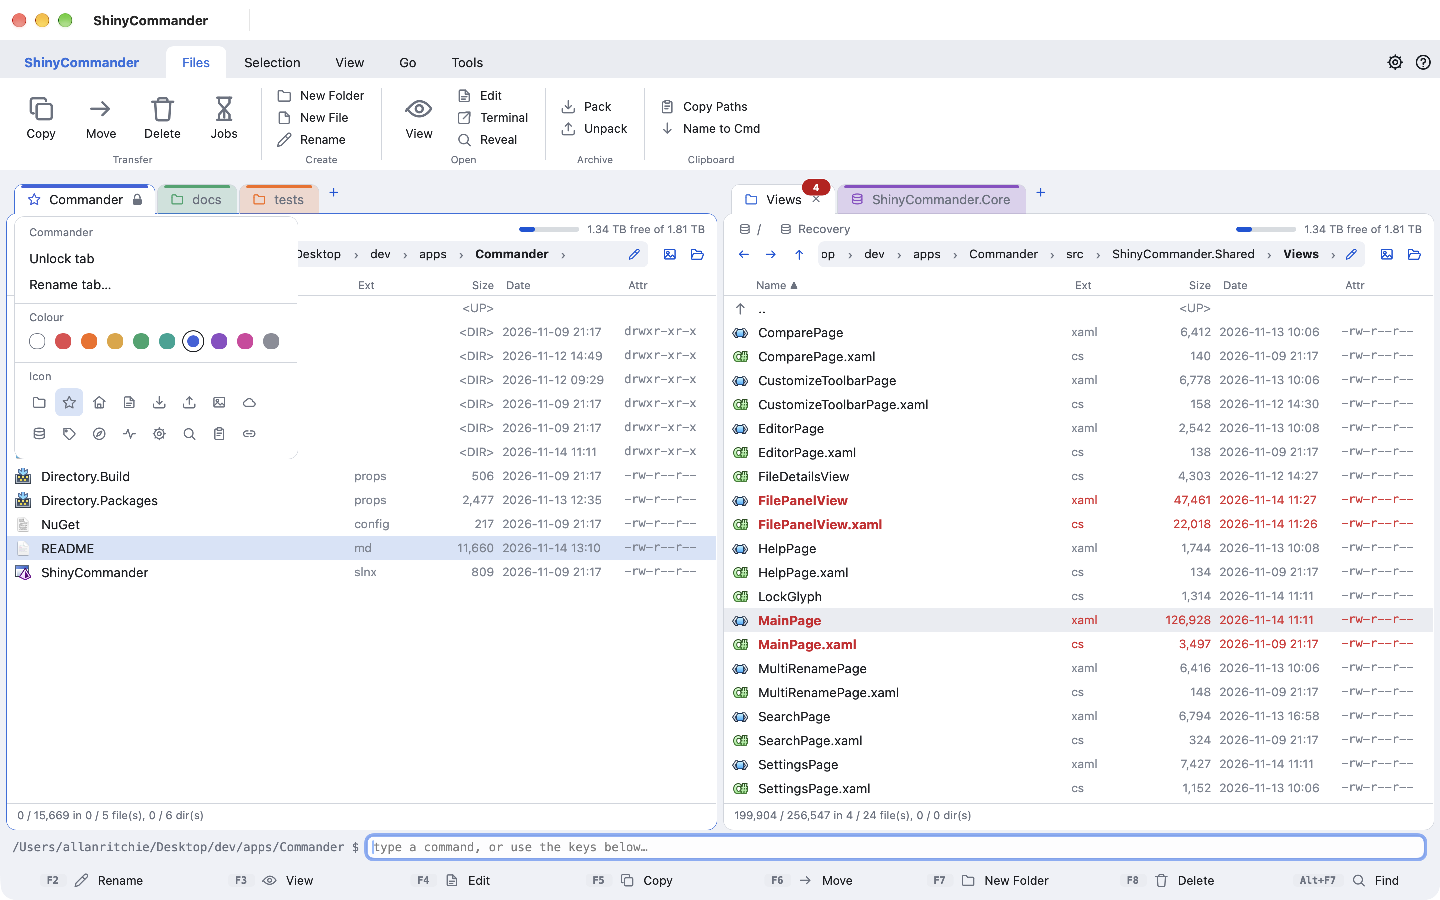 ShinyCommander
ShinyCommander Files Selection View Go Tools
Copy Move Delete Jobs
Transfer
New Folder
New File
Rename
Create
View
Edit
Terminal
Reveal
Open
Pack
Unpack
Archive
Copy Paths
Name to Cmd
Clipboard
Commander docs tests +
Commander
Unlock tab
Rename tab...
Colour
Icon
1.34 TB free of 1.81 TB
Desktop › dev › apps › Commander ›
Ext Size Date Attr
<UP>
<DIR> 2026-11-09 21:17 drwxr-xr-x
<DIR> 2026-11-12 14:49 drwxr-xr-x
<DIR> 2026-11-12 09:29 drwxr-xr-x
<DIR> 2026-11-09 21:17 drwxr-xr-x
<DIR> 2026-11-09 21:17 drwxr-xr-x
<DIR> 2026-11-14 11:11 drwxr-xr-x
Directory.Build props 506 2026-11-09 21:17 -rw-r--r--
Directory.Packages props 2,477 2026-11-13 12:35 -rw-r--r--
NuGet config 217 2026-11-09 21:17 -rw-r--r--
README md 11,660 2026-11-14 13:10 -rw-r--r--
ShinyCommander slnx 809 2026-11-09 21:17 -rw-r--r--
0 / 15,669 in 0 / 5 file(s), 0 / 6 dir(s)
Views 4 × ShinyCommander.Core +
/ Recovery 1.34 TB free of 1.81 TB
op › dev › apps › Commander › src › ShinyCommander.Shared › Views ›
Name ▲ Ext Size Date Attr
.. <UP>
ComparePage xaml 6,412 2026-11-13 10:06 -rw-r--r--
ComparePage.xaml cs 140 2026-11-09 21:17 -rw-r--r--
CustomizeToolbarPage xaml 6,778 2026-11-13 10:06 -rw-r--r--
CustomizeToolbarPage.xaml cs 158 2026-11-12 14:30 -rw-r--r--
EditorPage xaml 2,542 2026-11-13 10:08 -rw-r--r--
EditorPage.xaml cs 138 2026-11-09 21:17 -rw-r--r--
FileDetailsView cs 4,303 2026-11-12 14:27 -rw-r--r--
FilePanelView xaml 47,461 2026-11-14 11:27 -rw-r--r--
FilePanelView.xaml cs 22,018 2026-11-14 11:26 -rw-r--r--
HelpPage xaml 1,744 2026-11-13 10:08 -rw-r--r--
HelpPage.xaml cs 134 2026-11-09 21:17 -rw-r--r--
LockGlyph cs 1,314 2026-11-14 11:11 -rw-r--r--
MainPage xaml 126,928 2026-11-14 11:11 -rw-r--r--
MainPage.xaml cs 3,497 2026-11-09 21:17 -rw-r--r--
MultiRenamePage xaml 6,416 2026-11-13 10:06 -rw-r--r--
MultiRenamePage.xaml cs 148 2026-11-09 21:17 -rw-r--r--
SearchPage xaml 6,794 2026-11-13 16:58 -rw-r--r--
SearchPage.xaml cs 324 2026-11-09 21:17 -rw-r--r--
SettingsPage xaml 7,427 2026-11-14 11:11 -rw-r--r--
SettingsPage.xaml cs 1,152 2026-11-13 10:06 -rw-r--r--
199,904 / 256,547 in 4 / 24 file(s), 0 / 0 dir(s)
/Users/allanritchie/Desktop/dev/apps/Commander $ type a command, or use the keys below…
F2 Rename F3 View F4 Edit F5 Copy F6 Move F7 New Folder F8 Delete Alt+F7 Find